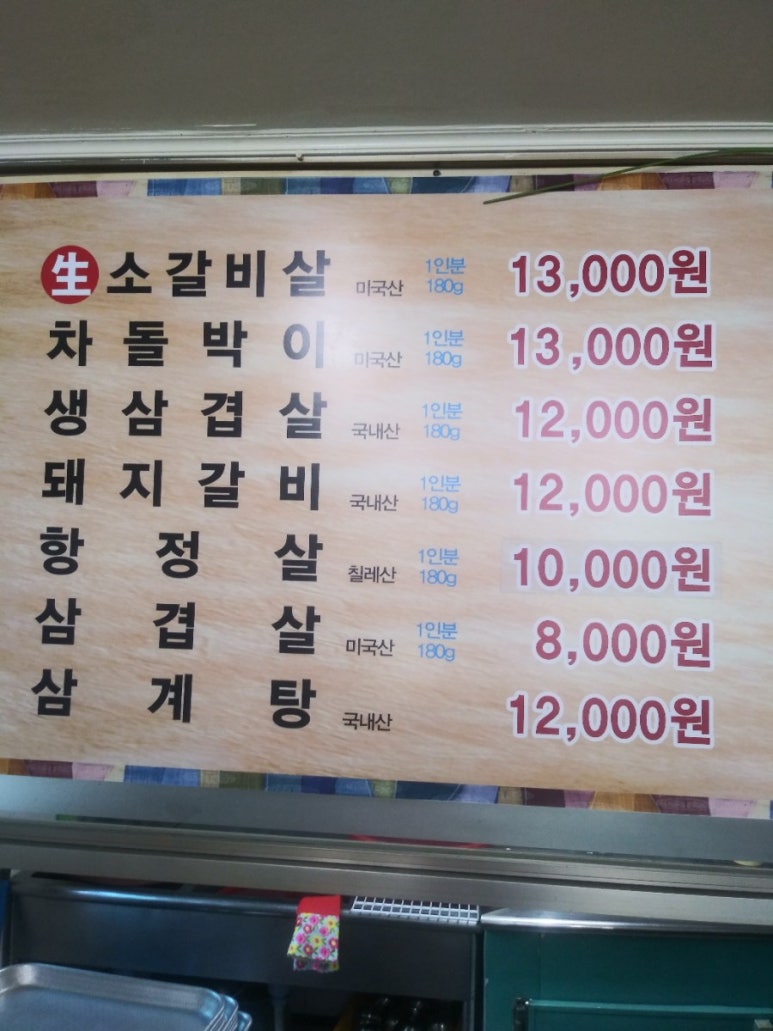 生 소갈비살 미국산 1인분 180g 13,000원
차돌박이 미국산 1인분 180g 13,000원
생삼겹살 국내산 1인분 180g 12,000원
돼지갈비 국내산 1인분 180g 12,000원
항정살 칠레산 1인분 180g 10,000원
삼겹살 미국산 1인분 180g 8,000원
삼계탕 국내산 12,000원